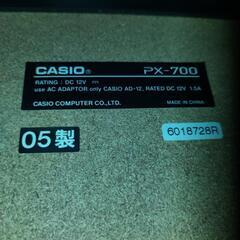 CASIO® PX-700
RATING : DC 12V ⎓
use AC ADAPTOR only CASIO AD-12, RATED DC 12V 1.5A
CASIO COMPUTER CO.,LTD. MADE IN CHINA
05製
6018728R